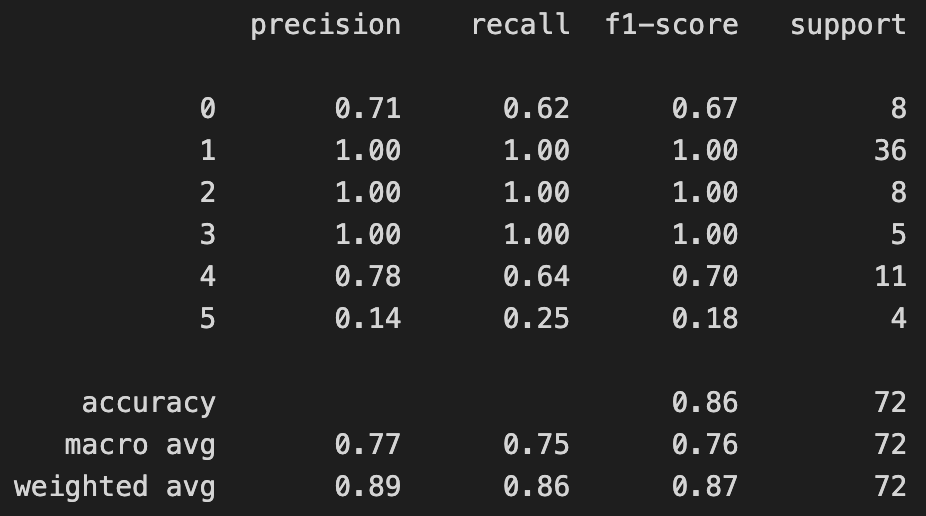 precision recall f1-score support
0 0.71 0.62 0.67 8
1 1.00 1.00 1.00 36
2 1.00 1.00 1.00 8
3 1.00 1.00 1.00 5
4 0.78 0.64 0.70 11
5 0.14 0.25 0.18 4
accuracy 0.86 72
macro avg 0.77 0.75 0.76 72
weighted avg 0.89 0.86 0.87 72